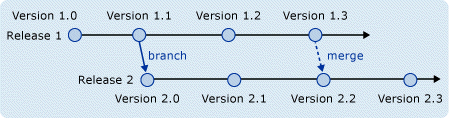 Version 1.0 Version 1.1 Version 1.2 Version 1.3
Release 1
branch merge
Release 2
Version 2.0 Version 2.1 Version 2.2 Version 2.3